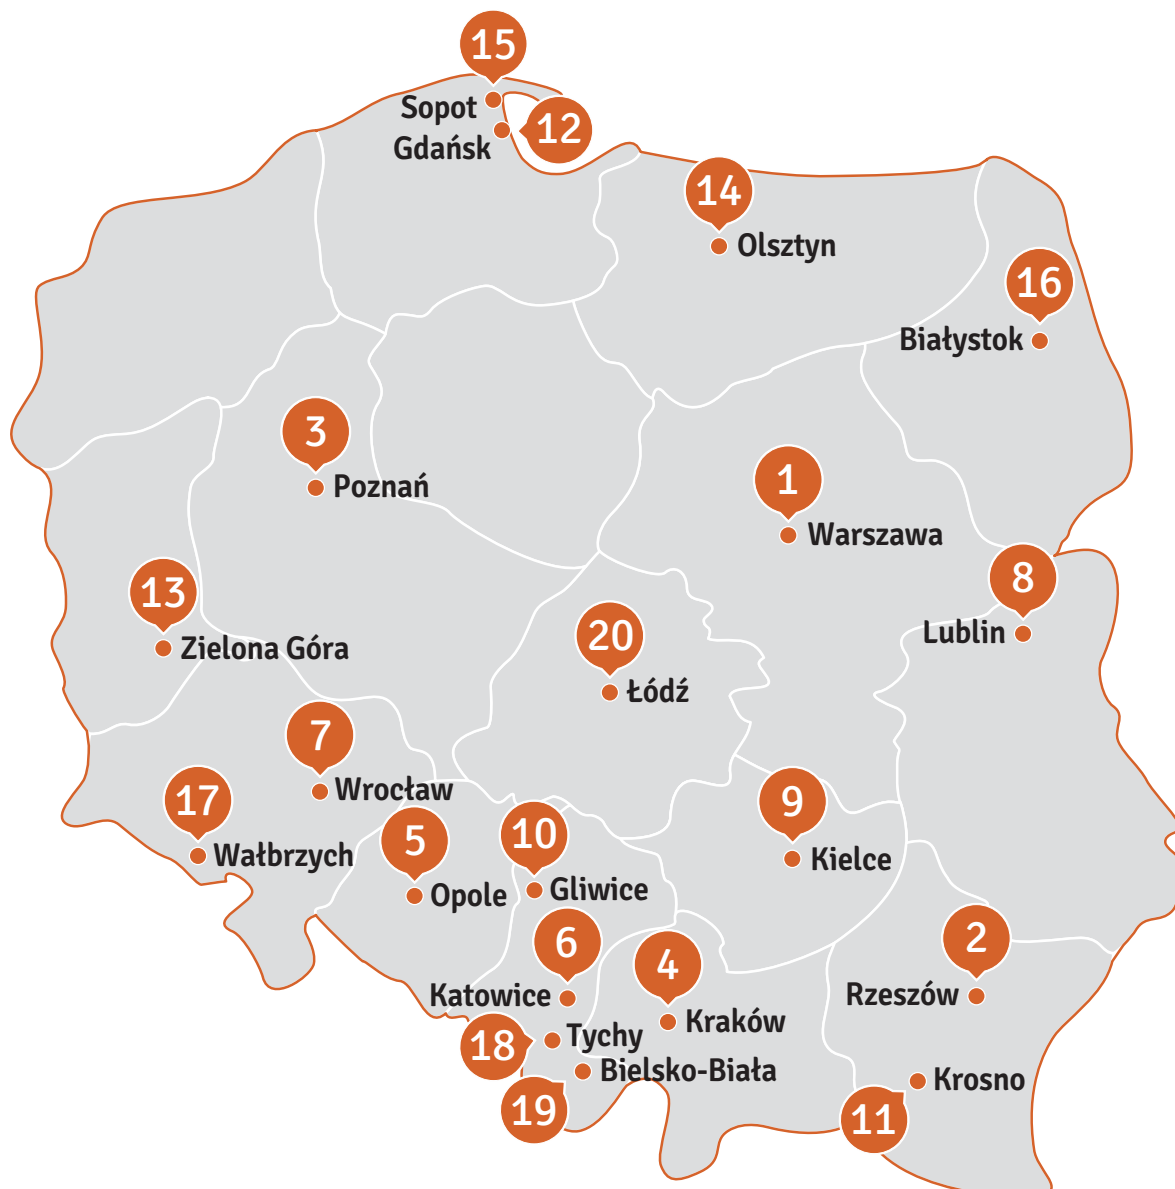 15
Sopot
12
Gdańsk
14
Olsztyn
16
Białystok
3
Poznań
1
Warszawa
8
Lublin
13
Zielona Góra
20
Łódź
7
Wrocław
17
Wałbrzych
9
Kielce
5
Opole
10
Gliwice
6
Katowice
4
Kraków
2
Rzeszów
18
Tychy
19
Bielsko-Biała
11
Krosno